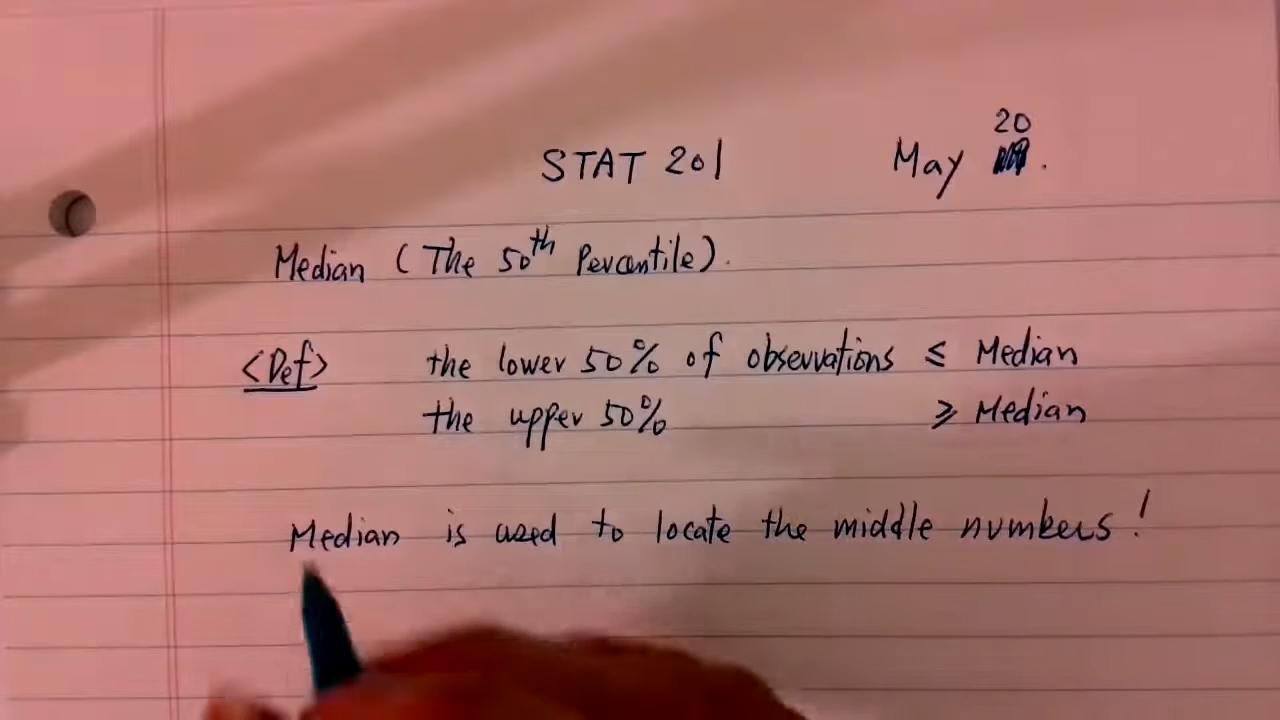 STAT 201 May 20.
Median (The 50th Percentile).
<Def> the lower 50% of observations ≤ Median
the upper 50% ≥ Median
Median is used to locate the middle numbers!